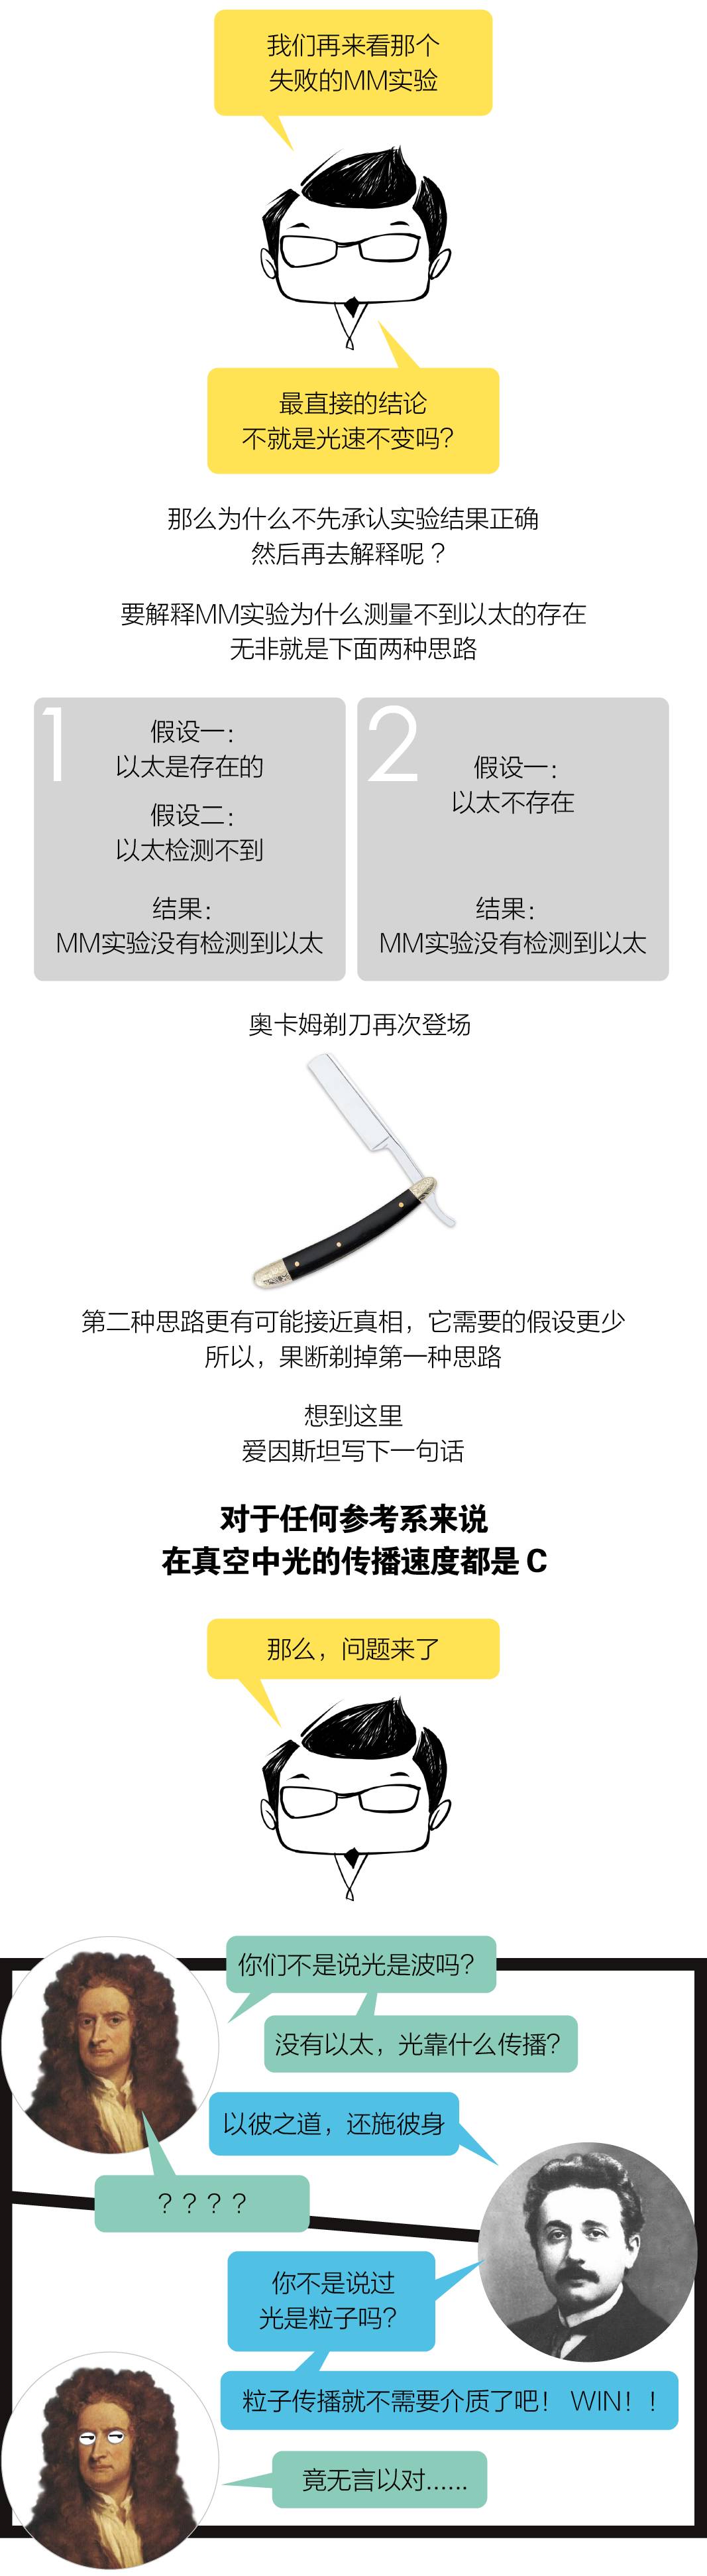 我们再来看那个
失败的MM实验
最直接的结论
不就是光速不变吗?
那么为什么不先承认实验结果正确
然后再去解释呢？
要解释MM实验为什么测量不到以太的存在
无非就是下面两种思路
1
假设一：
以太是存在的
假设二：
以太检测不到
结果：
MM实验没有检测到以太
2
假设一：
以太不存在
结果：
MM实验没有检测到以太
奥卡姆剃刀再次登场
第二种思路更有可能接近真相，它需要的假设更少
所以，果断剃掉第一种思路
想到这里
爱因斯坦写下一句话
对于任何参考系来说
在真空中光的传播速度都是 C
那么，问题来了
你们不是说光是波吗?
没有以太，光靠什么传播?
以彼之道，还施彼身
？？？？
你不是说过
光是粒子吗?
粒子传播就不需要介质了吧！ WIN！！
竟无言以对......